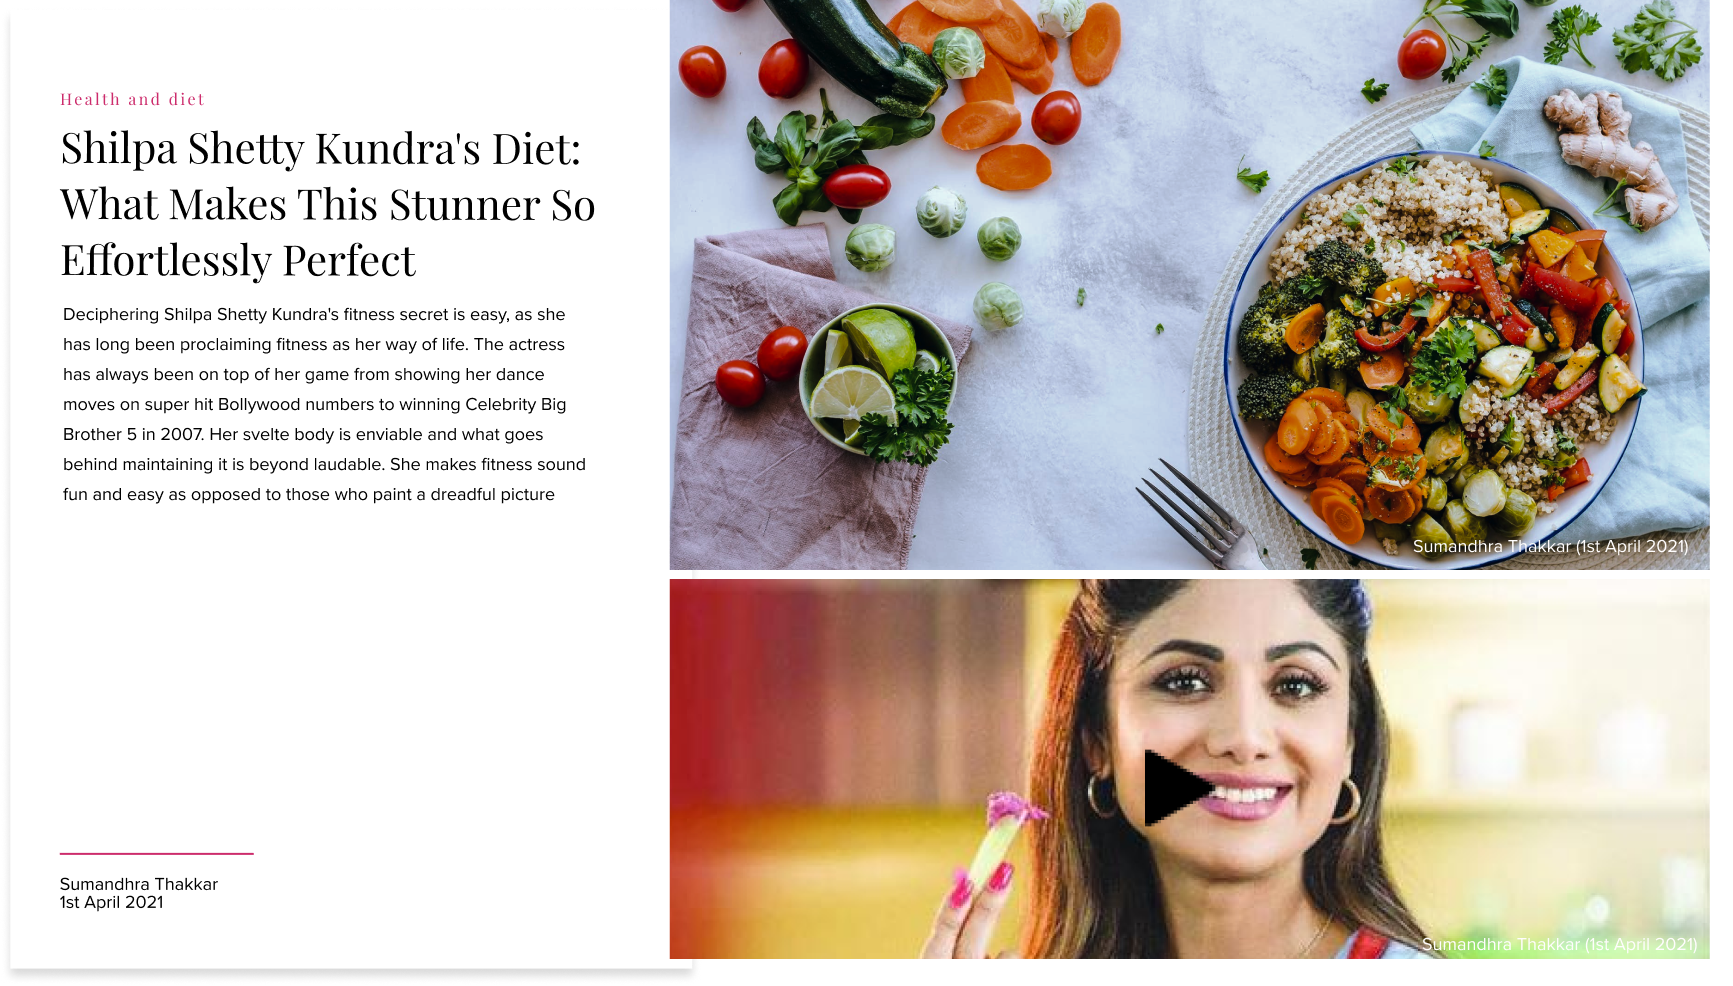 Health and diet
Shilpa Shetty Kundra's Diet:
What Makes This Stunner So
Effortlessly Perfect
Deciphering Shilpa Shetty Kundra's fitness secret is easy, as she
has long been proclaiming fitness as her way of life. The actress
has always been on top of her game from showing her dance
moves on super hit Bollywood numbers to winning Celebrity Big
Brother 5 in 2007. Her svelte body is enviable and what goes
behind maintaining it is beyond laudable. She makes fitness sound
fun and easy as opposed to those who paint a dreadful picture
Sumandhra Thakkar
1st April 2021
Sumandhra Thakkar (1st April 2021)
Sumandhra Thakkar (1st April 2021)